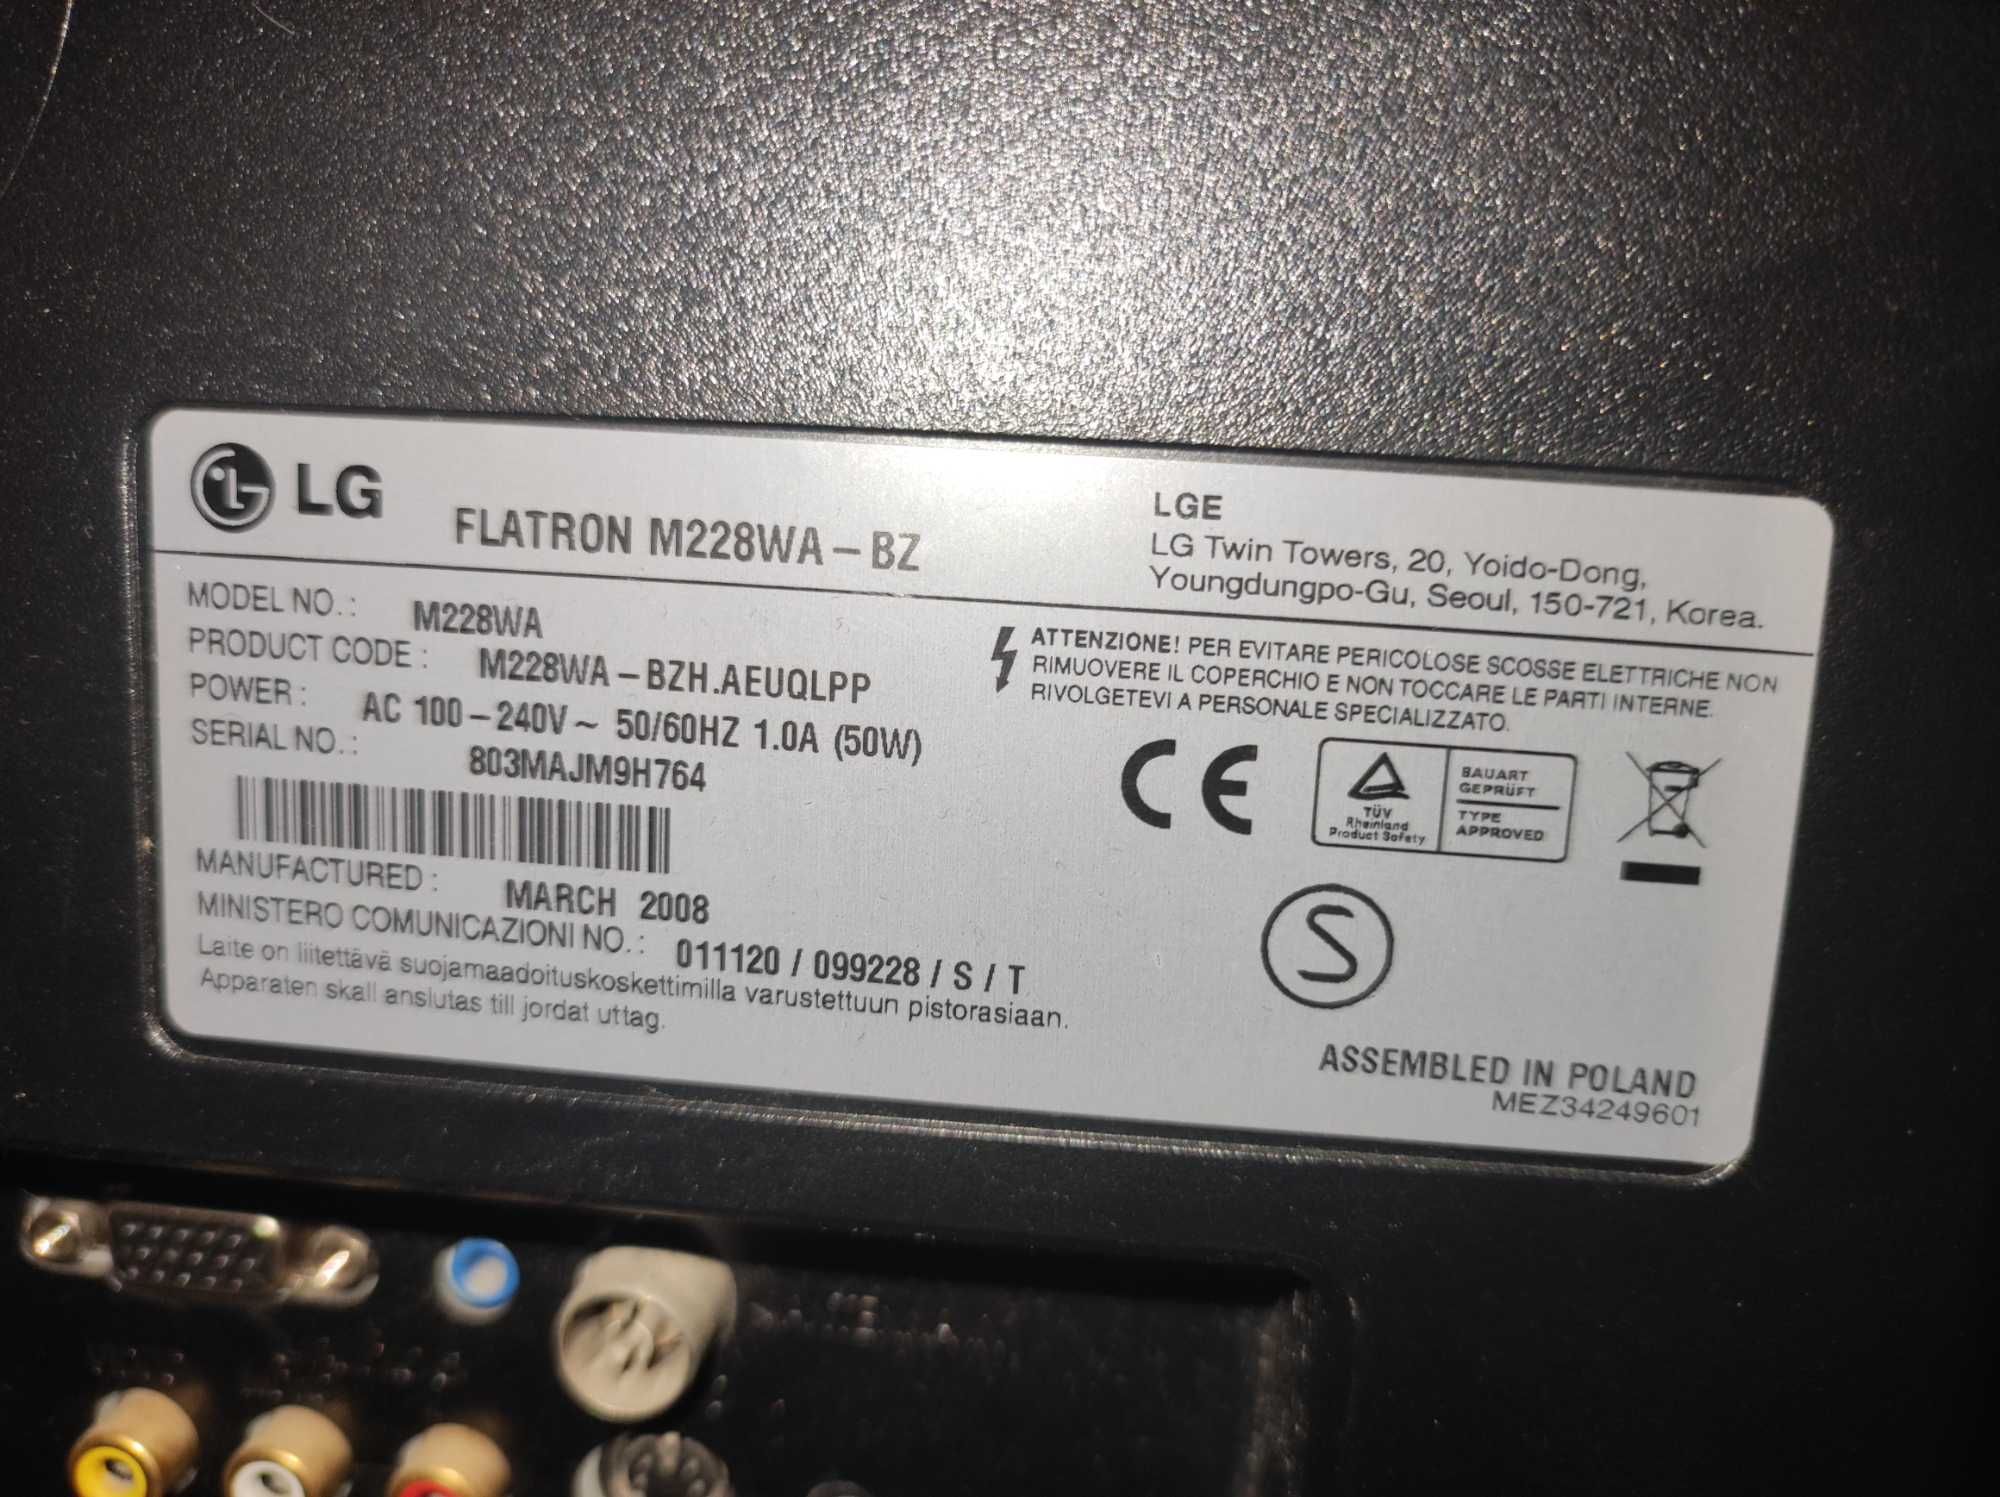 LG
FLATRON M228WA-BZ
LGE
LG Twin Towers, 20, Yoido-Dong,
Youngdungpo-Gu, Seoul, 150-721, Korea.
MODEL NO.: M228WA
PRODUCT CODE: M228WA-BZH.AEUQLPP
POWER: AC 100-240V~ 50/60HZ 1.0A (50W)
SERIAL NO.: 803MAJM9H764
MANUFACTURED: MARCH 2008
MINISTERO COMUNICAZIONI NO.: 011120 / 099228 / S / T
Laite on liitettävä suojamaadoituskoskettimilla varustettuun pistorasiaan.
Apparaten skall anslutas till jordat uttag.
ATTENZIONE! PER EVITARE PERICOLOSE SCOSSE ELETTRICHE NON
RIMUOVERE IL COPERCHIO E NON TOCCARE LE PARTI INTERNE.
RIVOLGETEVI A PERSONALE SPECIALIZZATO.
CE
TÜV
Rheinland
Product Safety
BAUART
GEPRÜFT
TYPE
APPROVED
S
ASSEMBLED IN POLAND
MEZ34249601